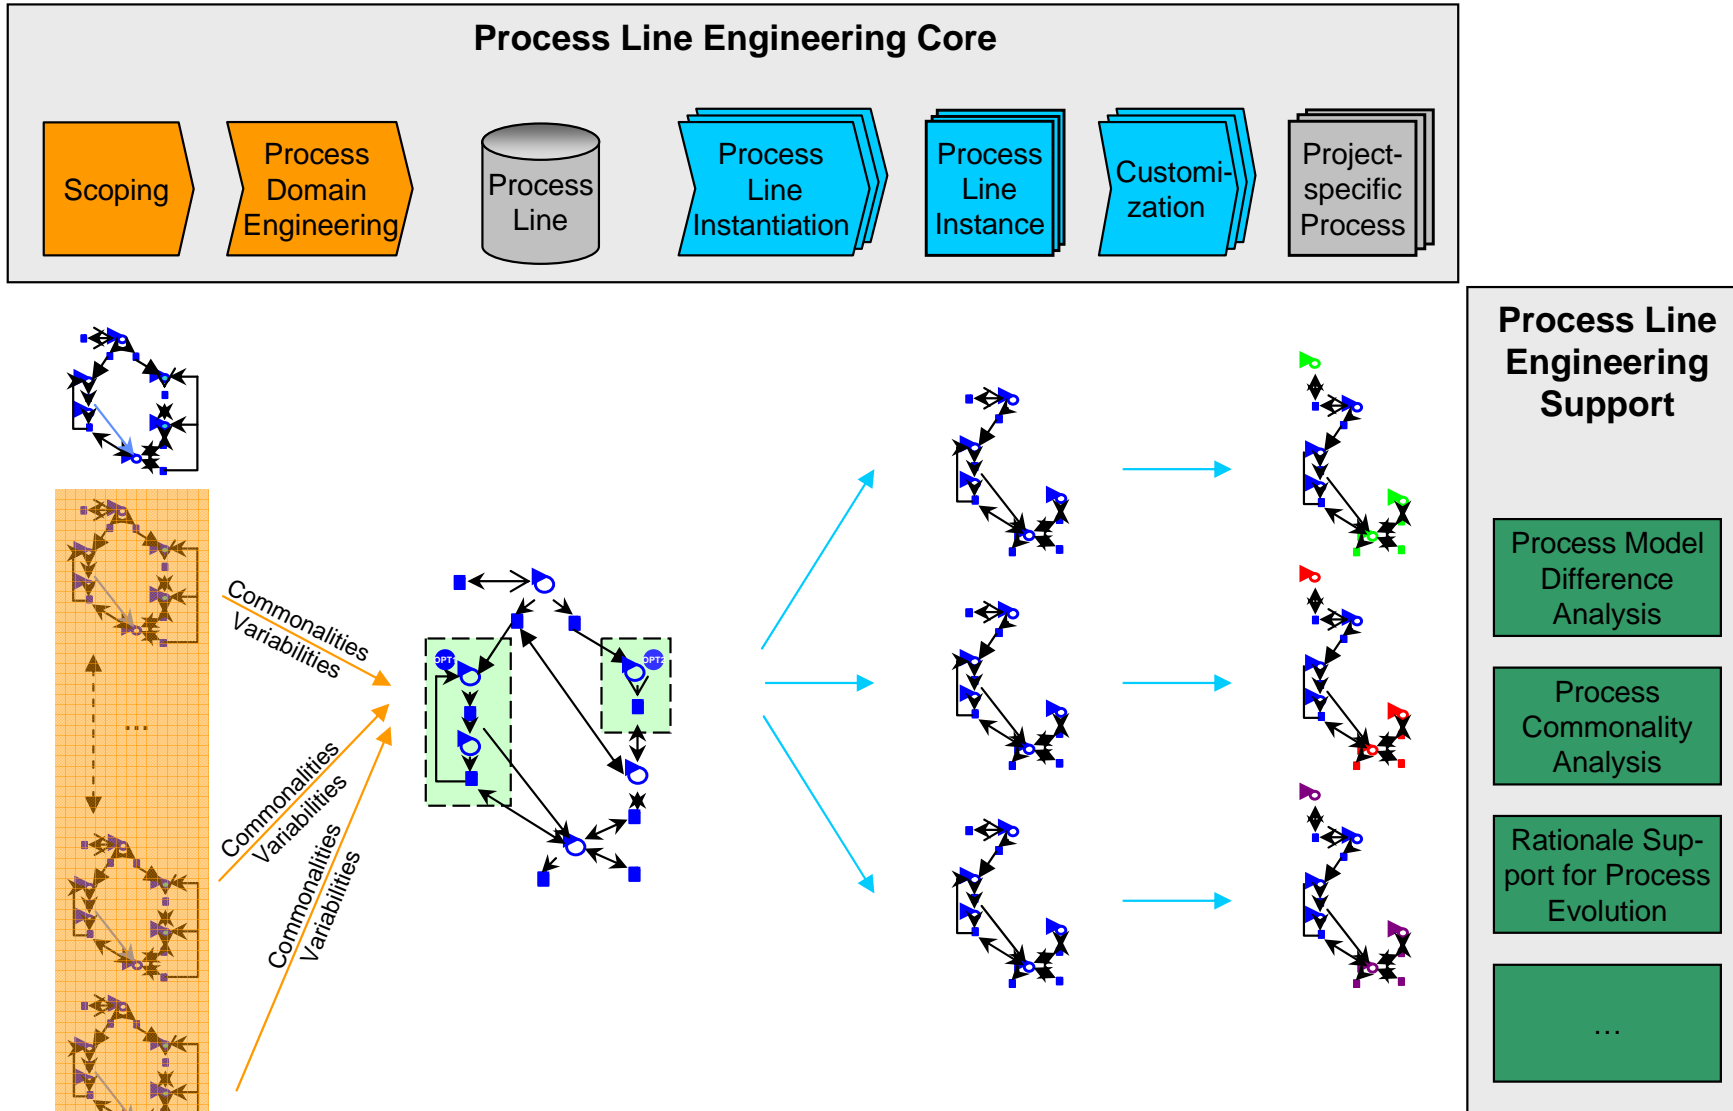 Process Line Engineering Core
Scoping
Process
Domain
Engineering
Process
Line
Process
Line
Instantiation
Process
Line
Instance
Customi-
zation
Project-
specific
Process
Process Line
Engineering
Support
Process Model
Difference
Analysis
Process
Commonality
Analysis
Rationale Sup-
port for Process
Evolution
...
Commonalities
Variabilities
...
Commonalities
Variabilities
Commonalities
Variabilities
OPT1
OPT2